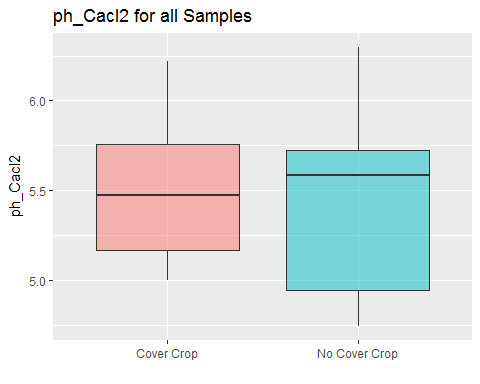 ph_Cacl2 for all Samples
ph_Cacl2
6.0
5.5
5.0
Cover Crop
No Cover Crop